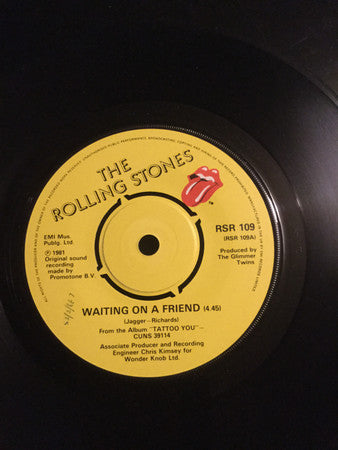 THE
ROLLING STONES
EMI Mus.
Publg. Ltd.
℗ 1981
Original sound
recording
made by
Promotone B.V.
RSR 109
(RSR 109A)
Produced by
The Glimmer
Twins
WAITING ON A FRIEND (4.45)
(Jagger–Richards)
From the Album "TATTOO YOU"–
CUNS 39114
Associate Producer and Recording
Engineer Chris Kimsey for
Wonder Knob Ltd.